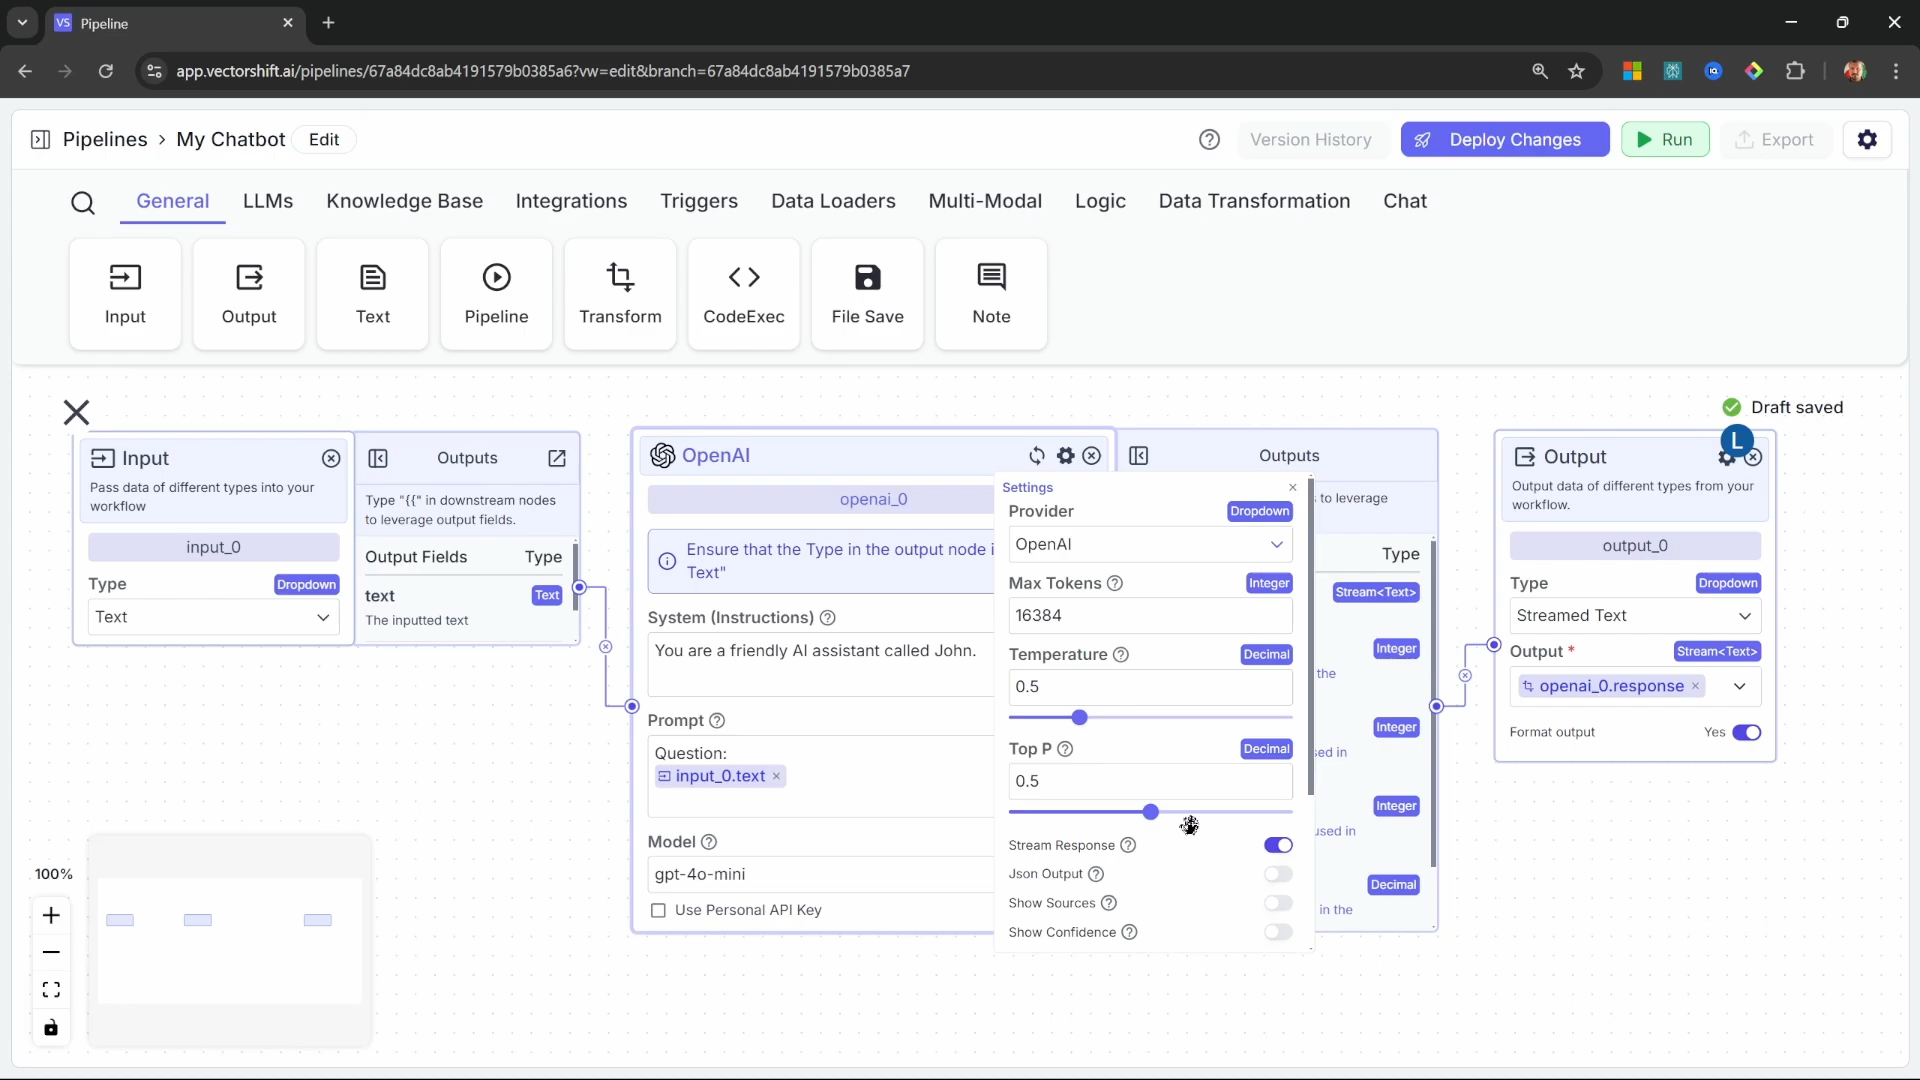 VS Pipeline
app.vectorshift.ai/pipelines/67a84dc8ab4191579b0385a6?vw=edit&branch=67a84dc8ab4191579b0385a7
Pipelines > My Chatbot Edit
Version History
Deploy Changes
Run
Export
General LLMs Knowledge Base Integrations Triggers Data Loaders Multi-Modal Logic Data Transformation Chat
Input
Output
Text
Pipeline
Transform
CodeExec
File Save
Note
Draft saved
L
Input
Pass data of different types into your
workflow
input_0
Type Dropdown
Text
Outputs
Type "{{" in downstream nodes
to leverage output fields.
Output Fields Type
text Text
The inputted text
OpenAI
openai_0
Ensure that the Type in the output node i
Text"
System (Instructions)
You are a friendly AI assistant called John.
Prompt
Question:
input_0.text
Model
gpt-4o-mini
Use Personal API Key
Settings
Provider Dropdown
OpenAI
Max Tokens Integer
16384
Temperature Decimal
0.5
Top P Decimal
0.5
Stream Response
Json Output
Show Sources
Show Confidence
Outputs
to leverage
Type
Stream<Text>
Integer
the
Integer
sed in
Integer
used in
Decimal
in the
Output
Output data of different types from your
workflow.
output_0
Type Dropdown
Streamed Text
Output * Stream<Text>
openai_0.response
Format output Yes
100%